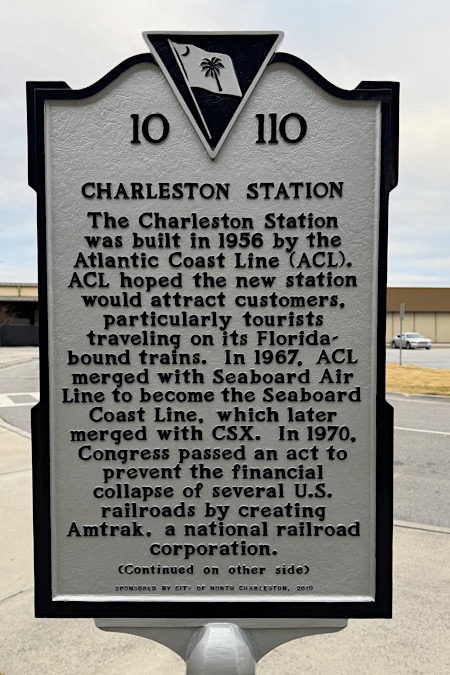 10 110
CHARLESTON STATION
The Charleston Station
was built in 1956 by the
Atlantic Coast Line (ACL).
ACL hoped the new station
would attract customers,
particularly tourists
traveling on its Florida-
bound trains. In 1967, ACL
merged with Seaboard Air
Line to become the Seaboard
Coast Line, which later
merged with CSX. In 1970,
Congress passed an act to
prevent the financial
collapse of several U.S.
railroads by creating
Amtrak, a national railroad
corporation.
(Continued on other side)
SPONSORED BY CITY OF NORTH CHARLESTON, 2019